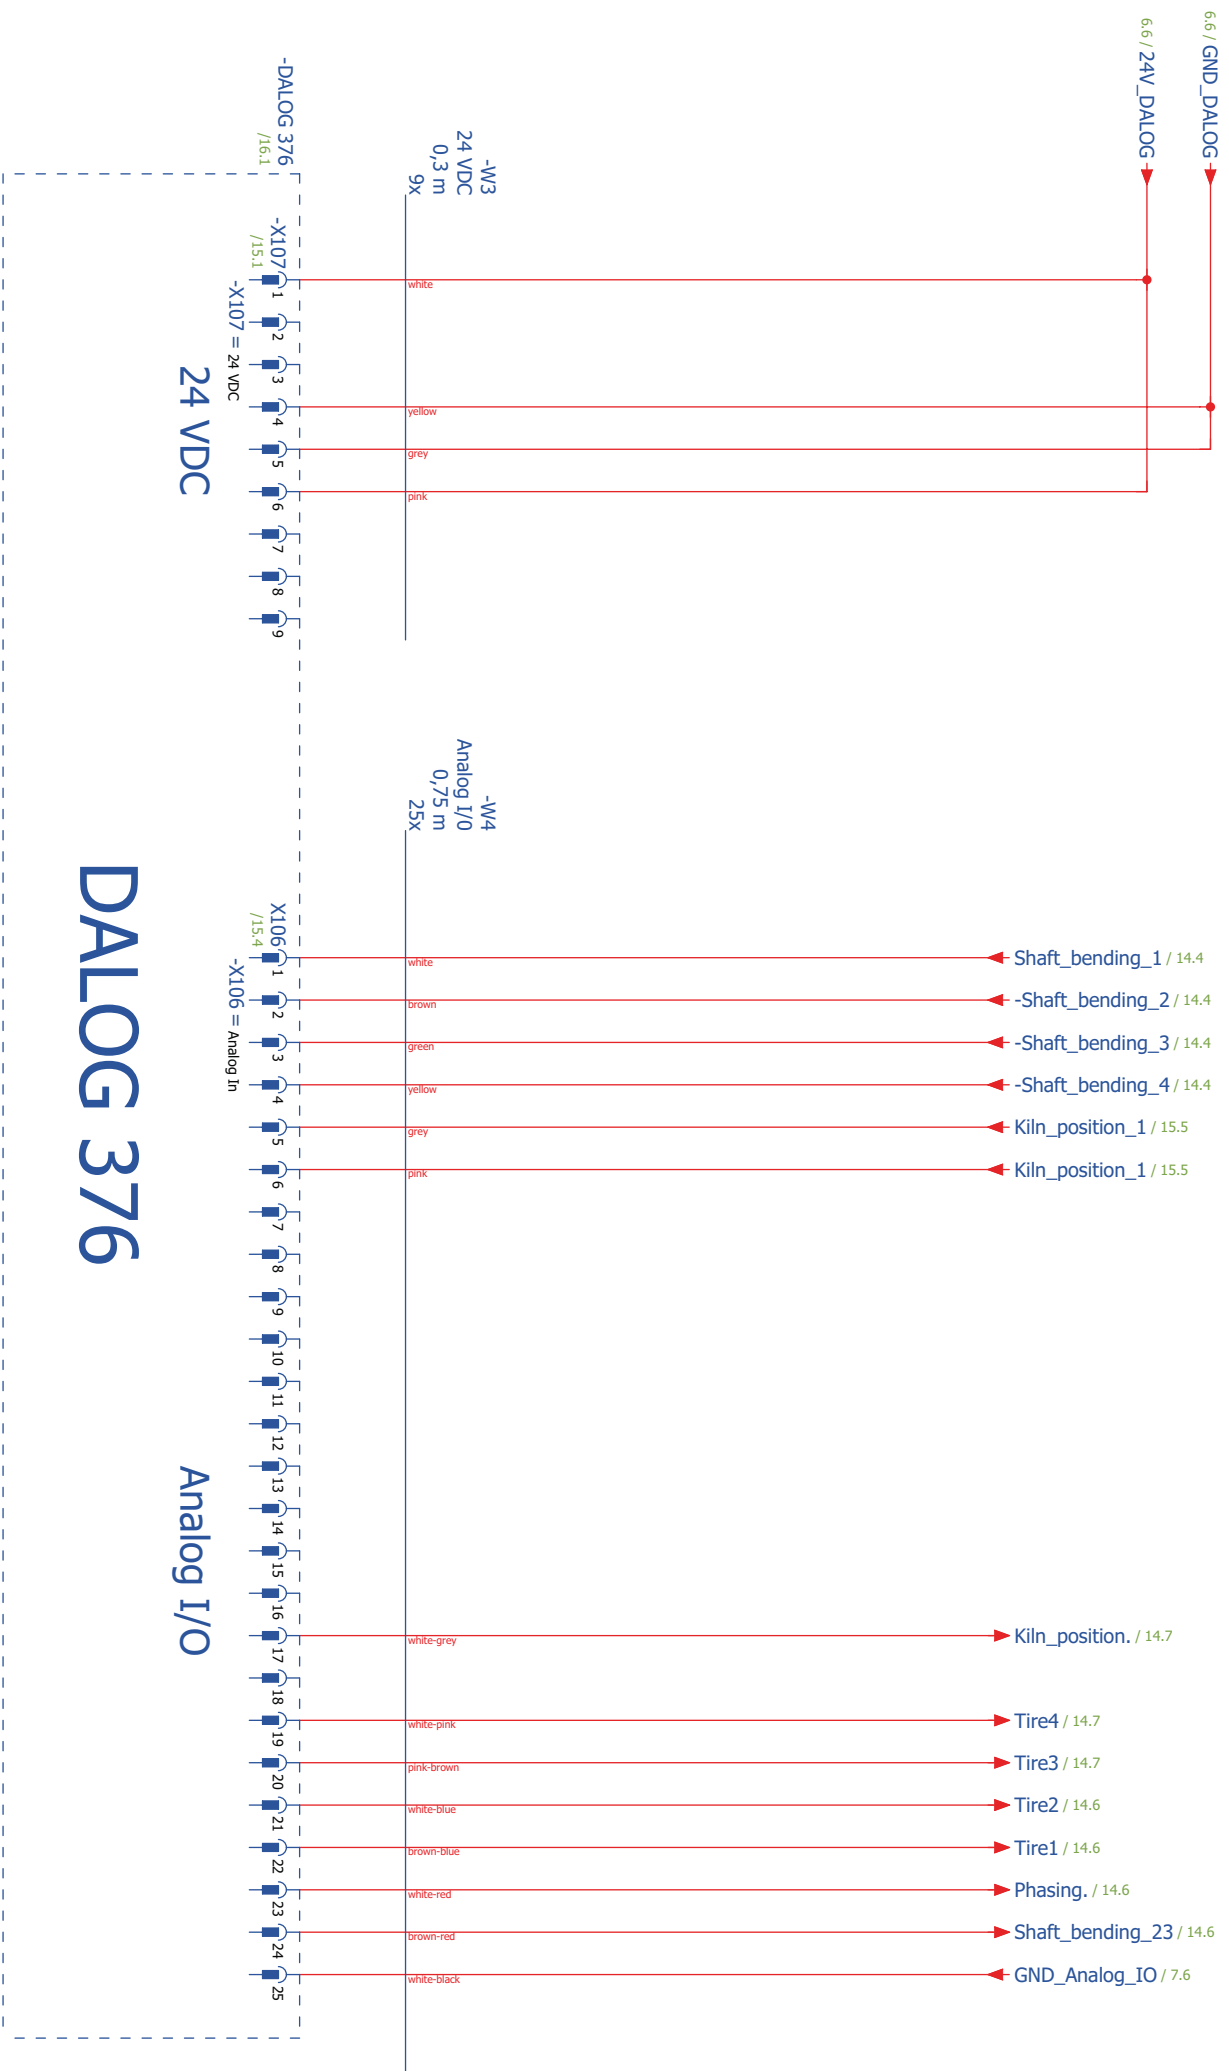 6.6 / GND_DALOG
6.6 / 24V_DALOG
-W3
24 VDC
0,3 m
9x
-DALOG 376
/16.1
-X107
/15.1
-X107 = 24 VDC
1
2
3
4
5
6
7
8
9
white
yellow
grey
pink
24 VDC
-W4
Analog I/0
0,75 m
25x
X106
/15.4
-X106 = Analog In
1
2
3
4
5
6
7
8
9
10
11
12
13
14
15
16
17
18
19
20
21
22
23
24
25
white
brown
green
yellow
grey
pink
white-grey
white-pink
pink-brown
white-blue
brown-blue
white-red
brown-red
white-black
Shaft_bending_1 / 14.4
-Shaft_bending_2 / 14.4
-Shaft_bending_3 / 14.4
-Shaft_bending_4 / 14.4
Kiln_position_1 / 15.5
Kiln_position_1 / 15.5
Kiln_position. / 14.7
Tire4 / 14.7
Tire3 / 14.7
Tire2 / 14.6
Tire1 / 14.6
Phasing. / 14.6
Shaft_bending_23 / 14.6
GND_Analog_IO / 7.6
Analog I/O
DALOG 376